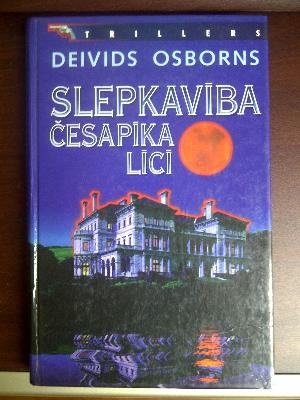 TRILLERS
DEIVIDS OSBORNS
SLEPKAVĪBA
ČESAPĪKA
LĪCĪ